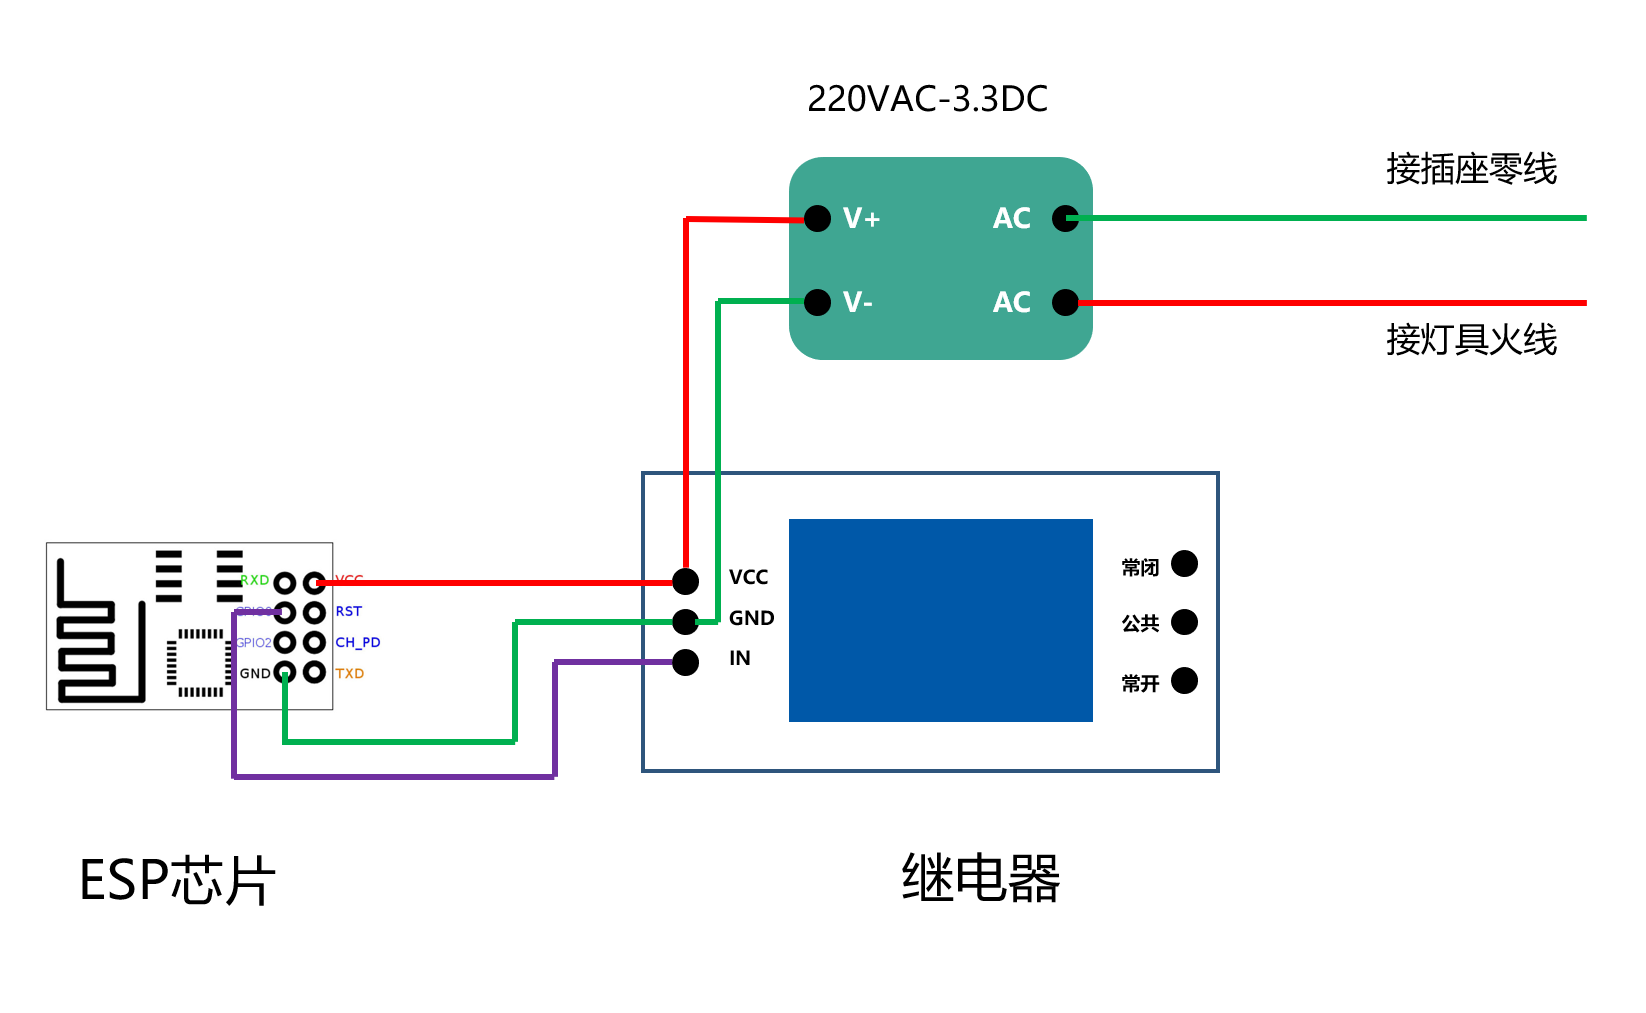 220VAC-3.3DC
接插座零线
V+ AC
V- AC
接灯具火线
RXD VCC
GPIO0 RST
GPIO2 CH_PD
GND TXD
VCC
GND
IN
常闭
公共
常开
ESP芯片
继电器